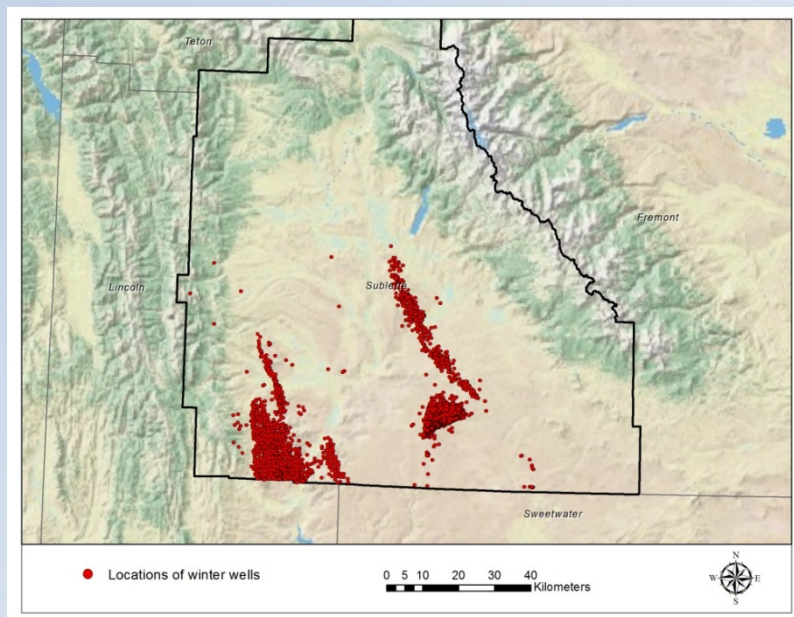 Teton
Fremont
Lincoln
Sublette
Sweetwater
Locations of winter wells
0 5 10 20 30 40
Kilometers
N
W E
S